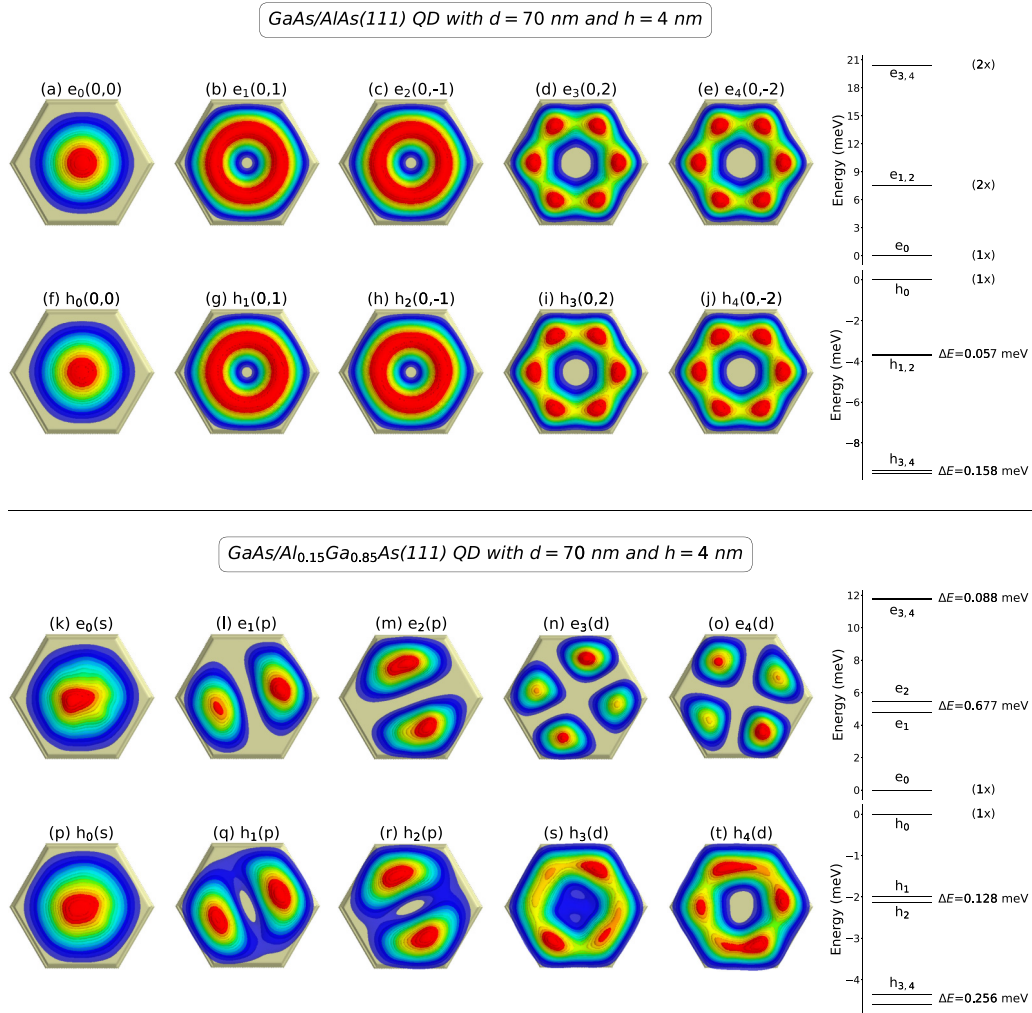 GaAs/AlAs(111) QD with d = 70 nm and h = 4 nm
(a) e₀(0,0)
(b) e₁(0,1)
(c) e₂(0,-1)
(d) e₃(0,2)
(e) e₄(0,-2)
Energy (meV)
21
18
15
12
9
6
3
0
e₃,₄
(2x)
e₁,₂
(2x)
e₀
(1x)
(f) h₀(0,0)
(g) h₁(0,1)
(h) h₂(0,-1)
(i) h₃(0,2)
(j) h₄(0,-2)
Energy (meV)
0
−2
−4
−6
−8
(1x)
h₀
ΔE=0.057 meV
h₁,₂
h₃,₄
ΔE=0.158 meV
GaAs/Al₀.₁₅Ga₀.₈₅As(111) QD with d = 70 nm and h = 4 nm
(k) e₀(s)
(l) e₁(p)
(m) e₂(p)
(n) e₃(d)
(o) e₄(d)
Energy (meV)
12
10
8
6
4
2
0
ΔE=0.088 meV
e₃,₄
e₂
ΔE=0.677 meV
e₁
e₀
(1x)
(p) h₀(s)
(q) h₁(p)
(r) h₂(p)
(s) h₃(d)
(t) h₄(d)
Energy (meV)
0
−1
−2
−3
−4
(1x)
h₀
h₁
ΔE=0.128 meV
h₂
h₃,₄
ΔE=0.256 meV